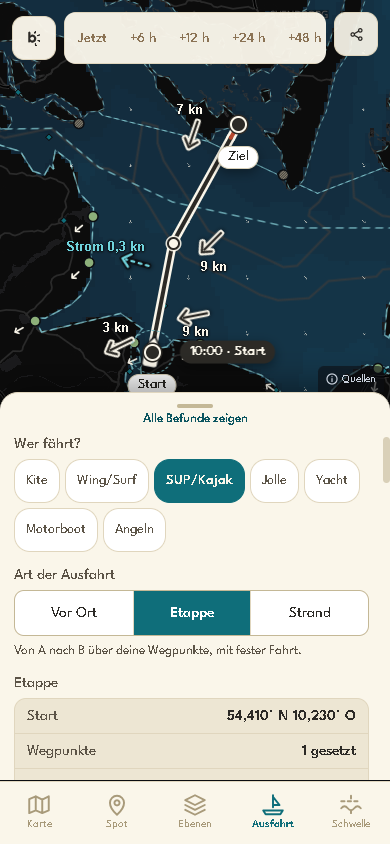 Jetzt +6 h +12 h +24 h +48 h
7 kn
Ziel
Strom 0,3 kn
9 kn
3 kn
9 kn
10:00 · Start
Start
Quellen
Alle Befunde zeigen
Wer fährt?
Kite Wing/Surf SUP/Kajak Jolle Yacht
Motorboot Angeln
Art der Ausfahrt
Vor Ort Etappe Strand
Von A nach B über deine Wegpunkte, mit fester Fahrt.
Etappe
Start 54,410° N 10,230° O
Wegpunkte 1 gesetzt
Karte Spot Ebenen Ausfahrt Schwelle